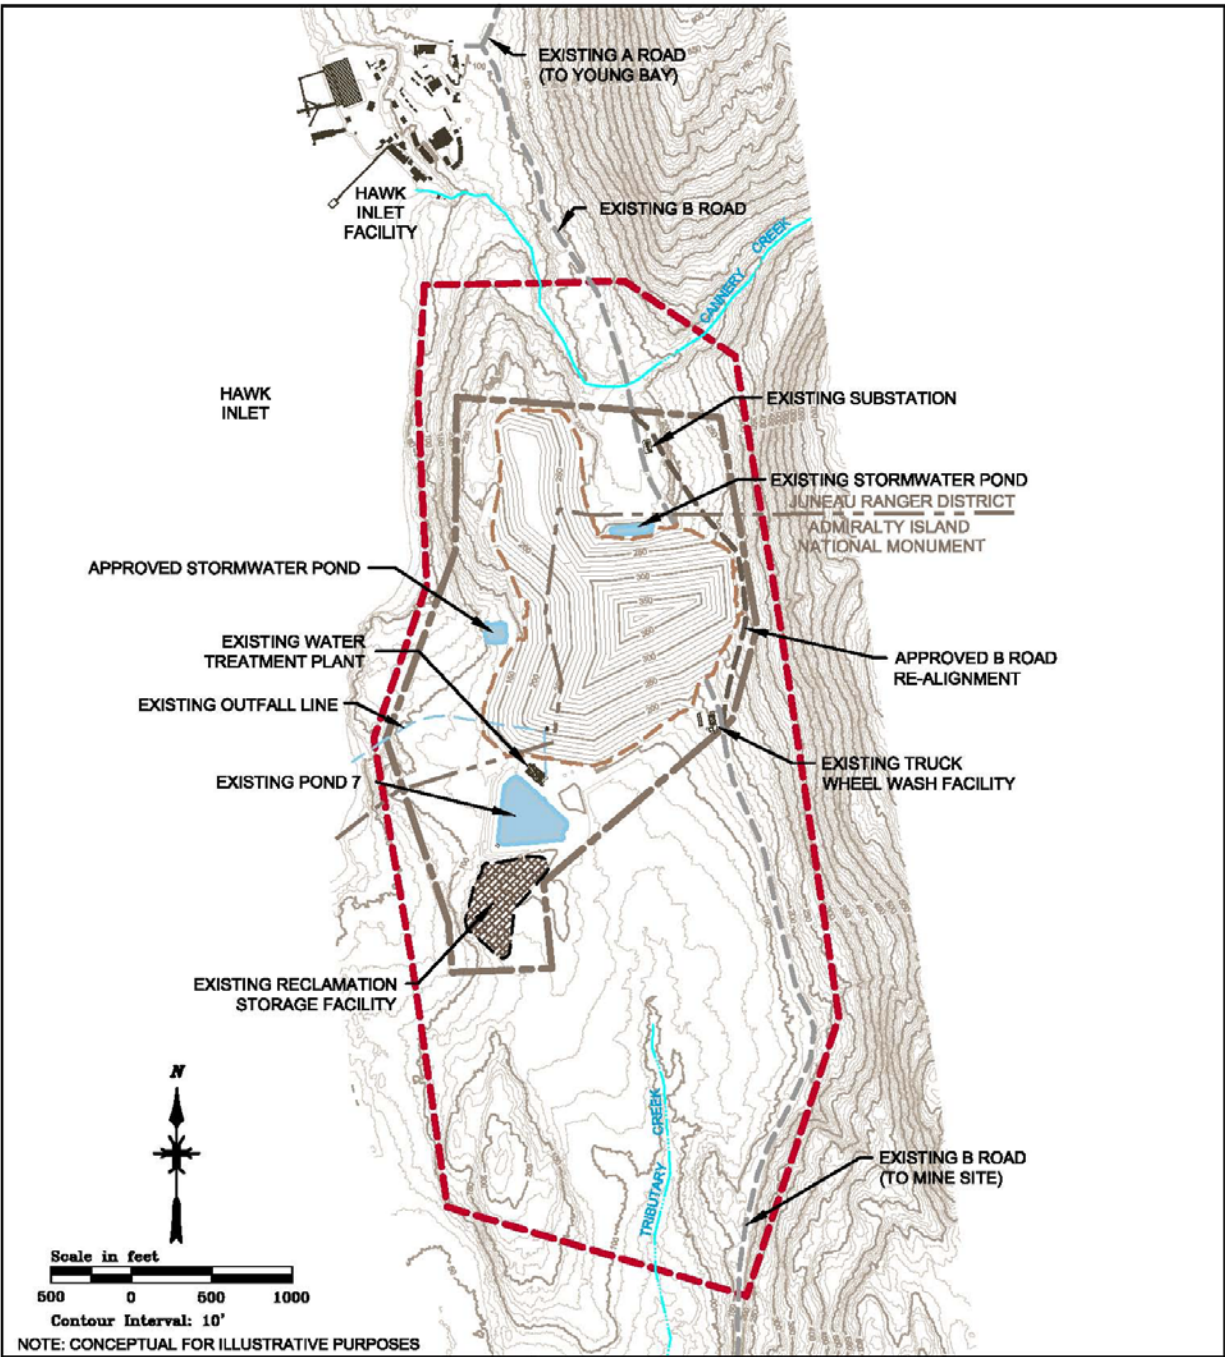 EXISTING A ROAD
(TO YOUNG BAY)
HAWK
INLET
FACILITY
EXISTING B ROAD
CANNERY CREEK
HAWK
INLET
EXISTING SUBSTATION
EXISTING STORMWATER POND
JUNEAU RANGER DISTRICT
ADMIRALTY ISLAND
NATIONAL MONUMENT
APPROVED STORMWATER POND
EXISTING WATER
TREATMENT PLANT
APPROVED B ROAD
RE-ALIGNMENT
EXISTING OUTFALL LINE
EXISTING TRUCK
WHEEL WASH FACILITY
EXISTING POND 7
EXISTING RECLAMATION
STORAGE FACILITY
TRIBUTARY CREEK
EXISTING B ROAD
(TO MINE SITE)
N
Scale in feet
500 0 500 1000
Contour Interval: 10'
NOTE: CONCEPTUAL FOR ILLUSTRATIVE PURPOSES